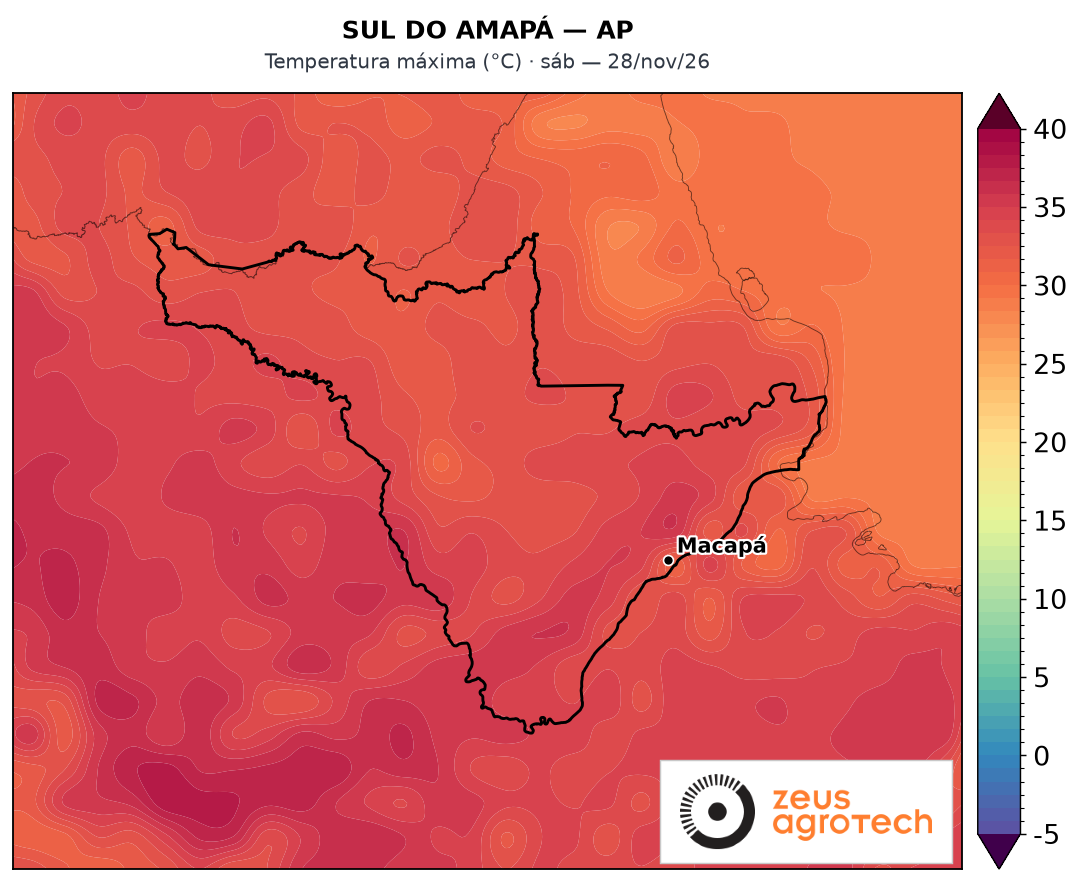 SUL DO AMAPÁ — AP
Temperatura máxima (°C) · sáb — 28/nov/26
40
35
30
25
20
15
10
5
0
-5
Macapá
zeus
agrotech